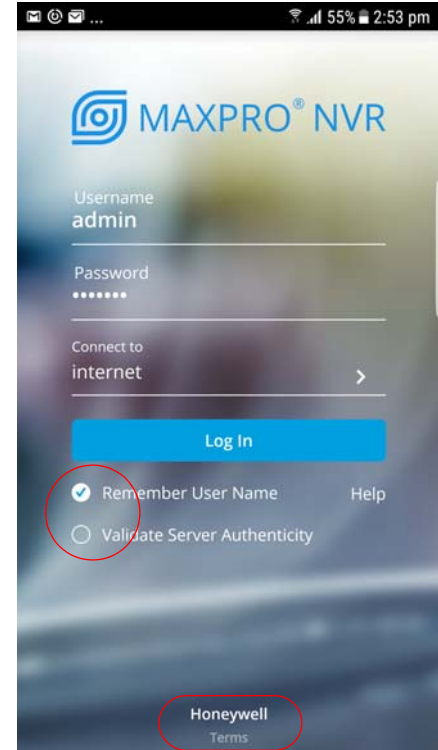 ... 55% 2:53 pm
MAXPRO® NVR
Username
admin
Password
•••••••
Connect to
internet
Log In
Remember User Name Help
Validate Server Authenticity
Honeywell
Terms